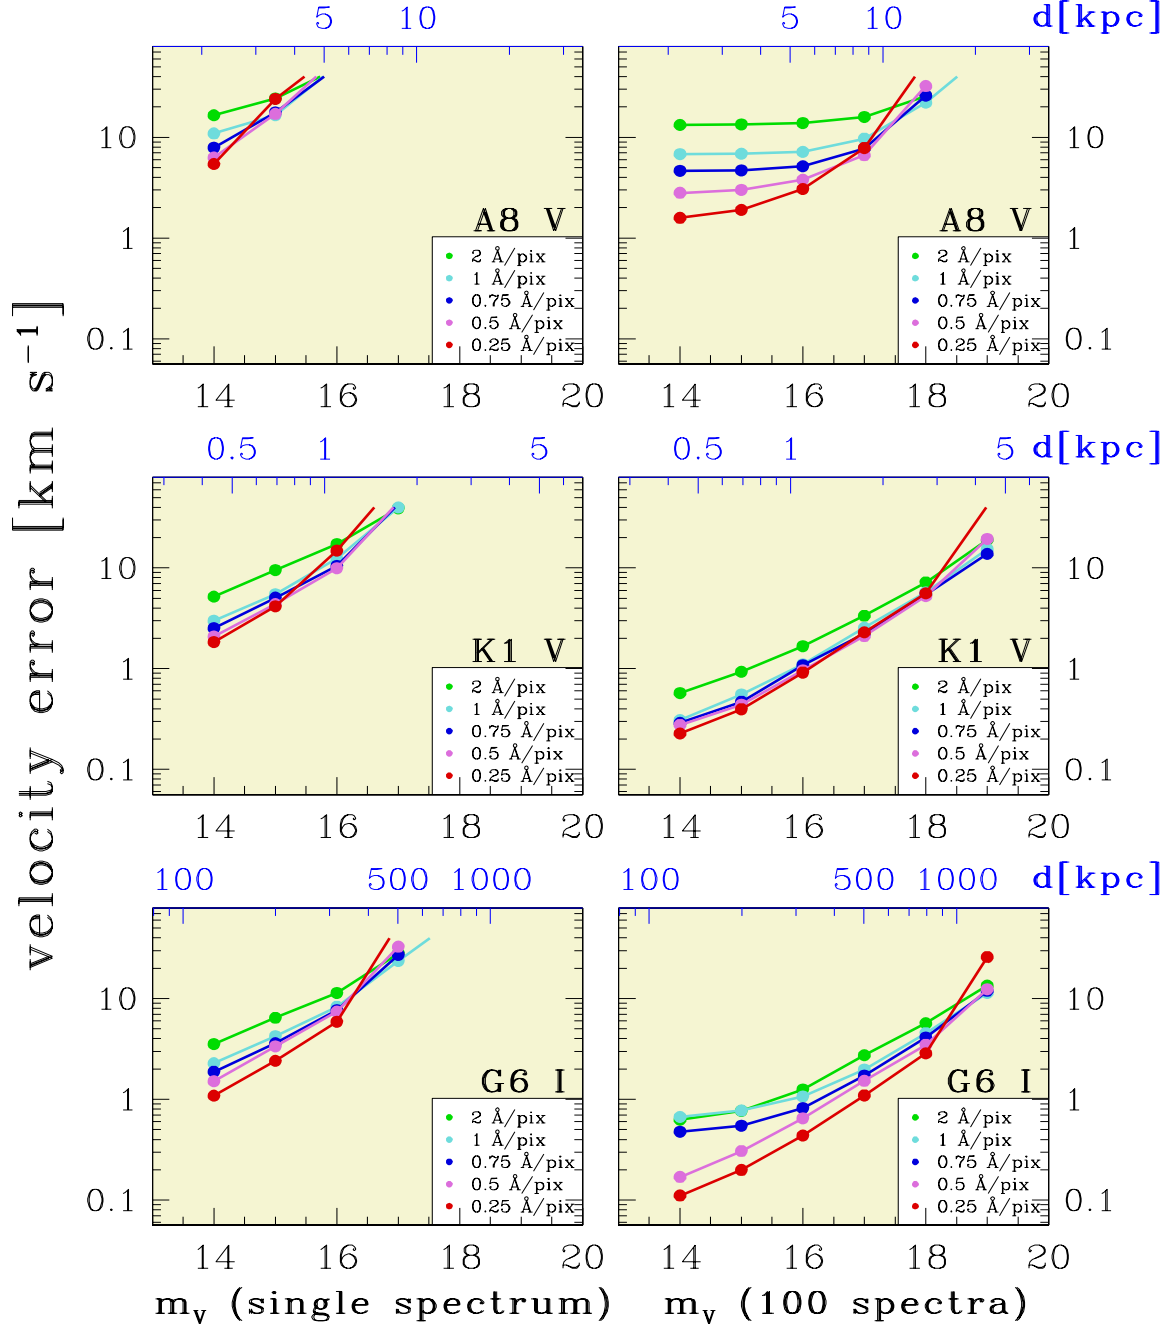 5 10 5 10 d[kpc]
10 10
1 1
0.1 0.1
A8 V
2 Å/pix
1 Å/pix
0.75 Å/pix
0.5 Å/pix
0.25 Å/pix
A8 V
2 Å/pix
1 Å/pix
0.75 Å/pix
0.5 Å/pix
0.25 Å/pix
14 16 18 20 14 16 18 20
0.5 1 5 0.5 1 5 d[kpc]
10 10
1 1
0.1 0.1
K1 V
2 Å/pix
1 Å/pix
0.75 Å/pix
0.5 Å/pix
0.25 Å/pix
K1 V
2 Å/pix
1 Å/pix
0.75 Å/pix
0.5 Å/pix
0.25 Å/pix
14 16 18 20 14 16 18 20
100 500 1000 100 500 1000 d[kpc]
10 10
1 1
0.1 0.1
G6 I
2 Å/pix
1 Å/pix
0.75 Å/pix
0.5 Å/pix
0.25 Å/pix
G6 I
2 Å/pix
1 Å/pix
0.75 Å/pix
0.5 Å/pix
0.25 Å/pix
14 16 18 20 14 16 18 20
m_V (single spectrum) m_V (100 spectra)
velocity error [km s⁻¹]